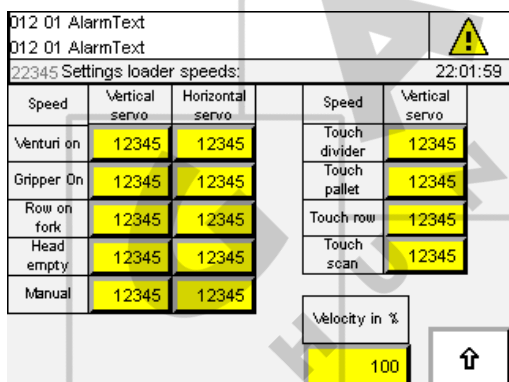 012 01 AlarmText
012 01 AlarmText
22345 Settings loader speeds: 22:01:59
Speed Vertical servo Horizontal servo
Venturi on 12345 12345
Gripper On 12345 12345
Row on fork 12345 12345
Head empty 12345 12345
Manual 12345 12345
Speed Vertical servo
Touch divider 12345
Touch pallet 12345
Touch row 12345
Touch scan 12345
Velocity in %
100